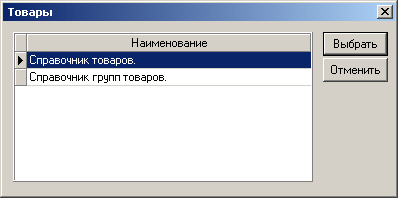 Товары
Наименование
Справочник товаров.
Справочник групп товаров.
Выбрать
Отменить